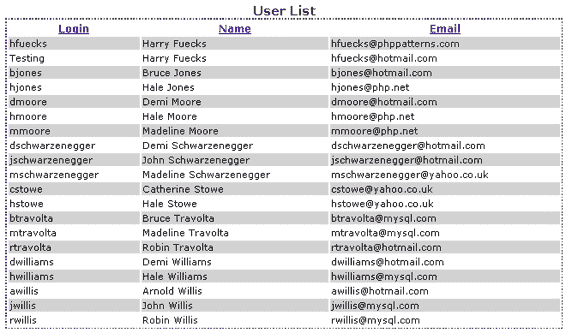 User List
Login Name Email
hfuecks Harry Fuecks hfuecks@phppatterns.com
Testing Harry Fuecks hfuecks@hotmail.com
bjones Bruce Jones bjones@hotmail.com
hjones Hale Jones hjones@php.net
dmoore Demi Moore dmoore@hotmail.com
hmoore Hale Moore hmoore@php.net
mmoore Madeline Moore mmoore@php.net
dschwarzenegger Demi Schwarzenegger dschwarzenegger@hotmail.com
jschwarzenegger John Schwarzenegger jschwarzenegger@hotmail.com
mschwarzenegger Madeline Schwarzenegger mschwarzenegger@yahoo.co.uk
cstowe Catherine Stowe cstowe@yahoo.co.uk
hstowe Hale Stowe hstowe@yahoo.co.uk
btravolta Bruce Travolta btravolta@mysql.com
mtravolta Madeline Travolta mtravolta@mysql.com
rtravolta Robin Travolta rtravolta@hotmail.com
dwilliams Demi Williams dwilliams@hotmail.com
hwilliams Hale Williams hwilliams@mysql.com
awillis Arnold Willis awillis@hotmail.com
jwillis John Willis jwillis@mysql.com
rwillis Robin Willis rwillis@mysql.com